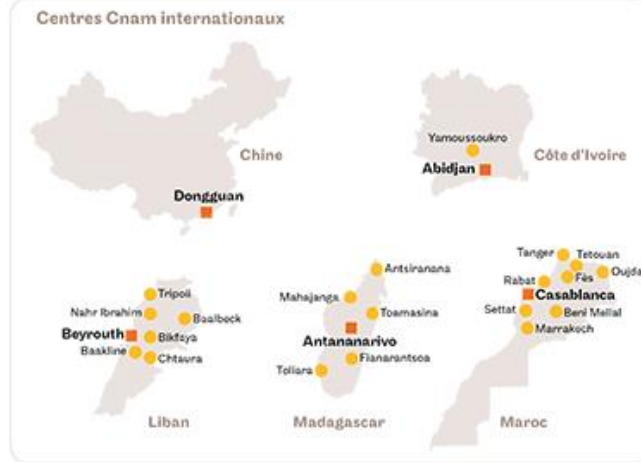 Centres Cnam internationaux
Chine
Dongguan
Yamoussoukro
Abidjan
Côte d'Ivoire
Tripoli
Nahr Ibrahim
Baalbeck
Beyrouth
Bikfaya
Baakline
Chtaura
Liban
Antsiranana
Mahajanga
Toamasina
Antananarivo
Fianarantsoa
Toliara
Madagascar
Tanger
Tetouan
Oujda
Rabat
Fès
Casablanca
Settat
Beni Mellal
Marrakech
Maroc